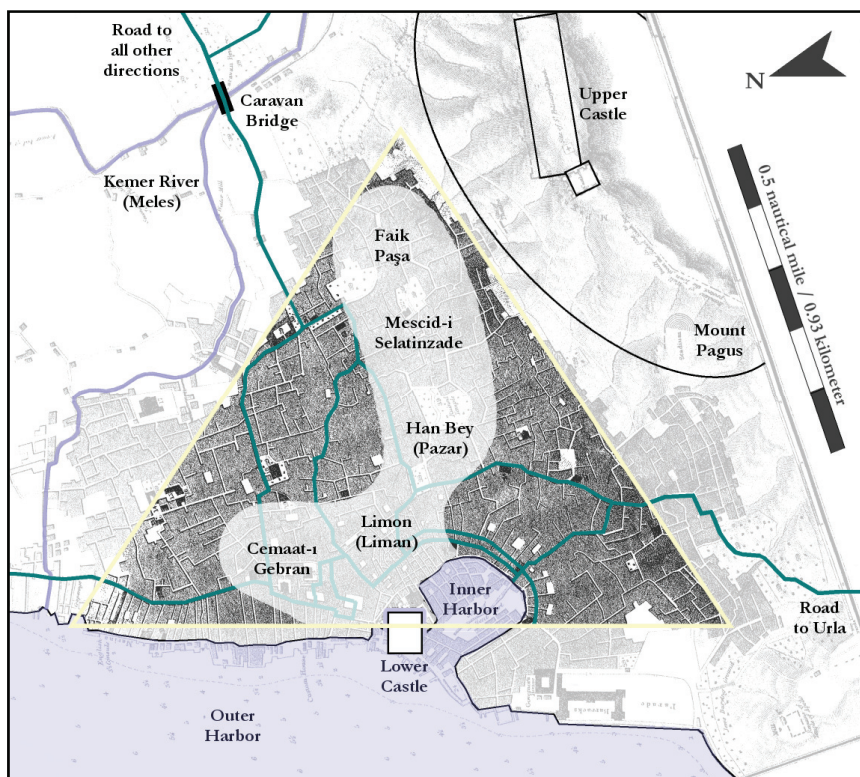 Road to
all other
directions
N
Caravan
Bridge
Upper
Castle
Kemer River
(Meles)
0.5 nautical mile / 0.93 kilometer
Faik
Paşa
Mescid-i
Selatinzade
Mount
Pagus
Han Bey
(Pazar)
Limon
(Liman)
Cemaat-ı
Gebran
Inner
Harbor
Road
to Urla
Lower
Castle
Outer
Harbor
Barracks
Parade